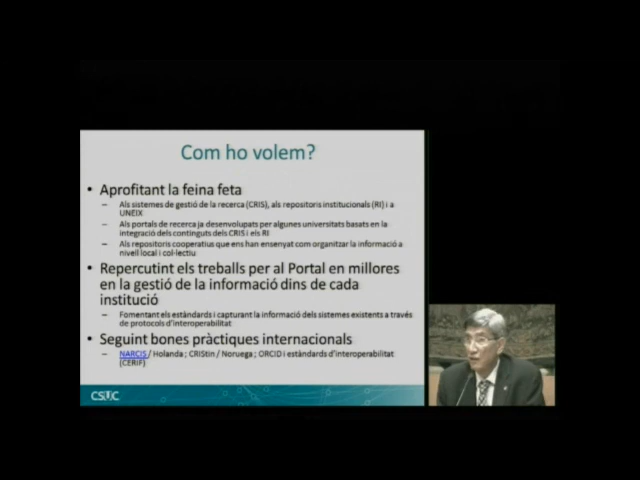 Com ho volem?
• Aprofitant la feina feta
– Als sistemes de gestió de la recerca (CRIS), als repositoris institucionals (RI) i a
UNEIX
– Als portals de recerca ja desenvolupats per algunes universitats basats en la
integració dels continguts dels CRIS i els RI
– Als repositoris cooperatius que ens han ensenyat com organitzar la informació a
nivell local i col·lectiu
• Repercutint els treballs per al Portal en millores
en la gestió de la informació dins de cada
institució
– Fomentant els estàndards i capturant la informació dels sistemes existents a través
de protocols d'interoperabilitat
• Seguint bones pràctiques internacionals
– NARCIS / Holanda ; CRIStin / Noruega ; ORCID i estàndards d'interoperabilitat
(CERIF)
CSUC